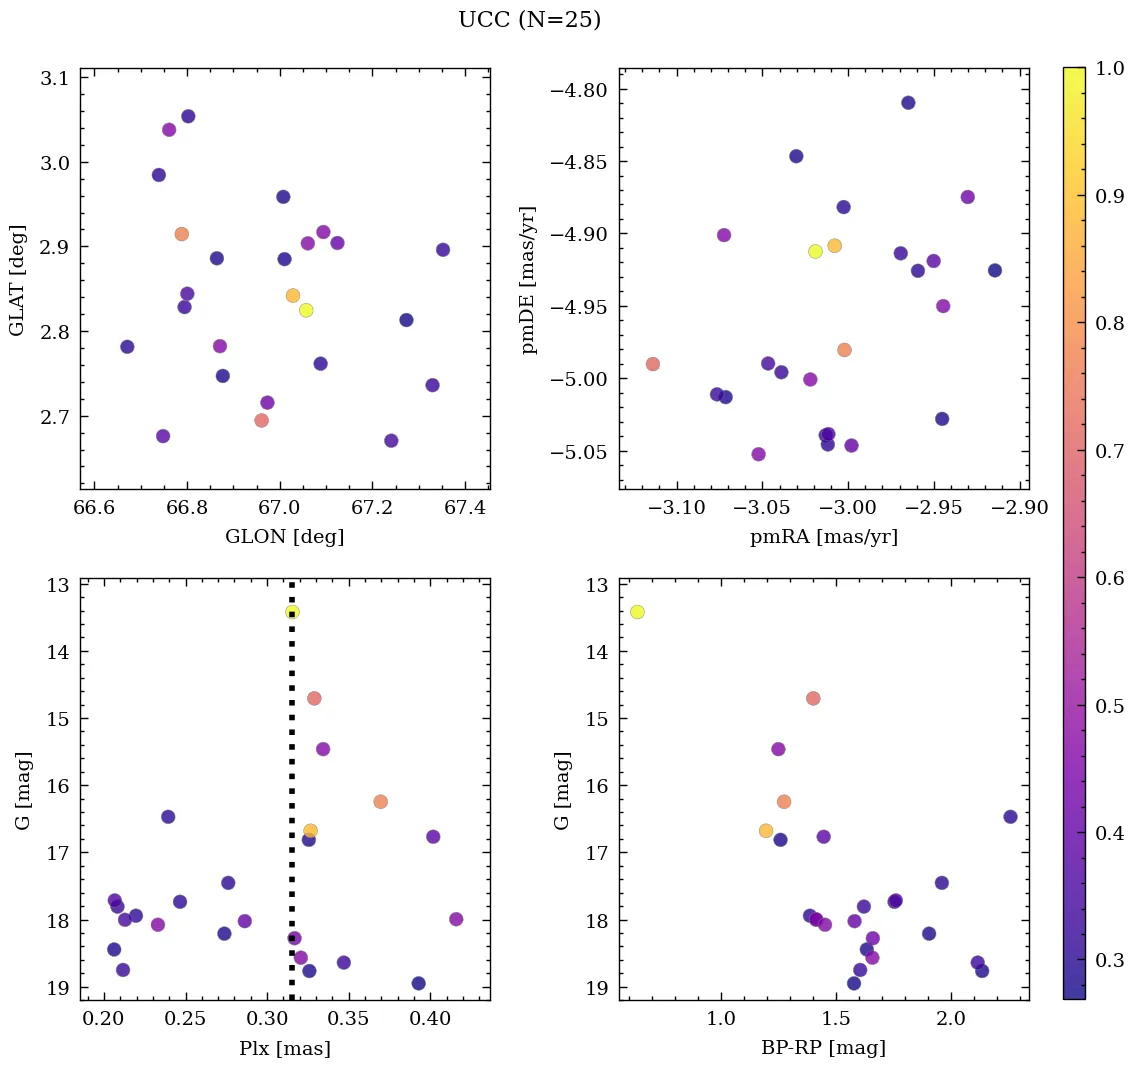 UCC (N=25)
3.1
3.0
2.9
2.8
2.7
GLAT [deg]
66.6 66.8 67.0 67.2 67.4
GLON [deg]
−4.80
−4.85
−4.90
−4.95
−5.00
−5.05
pmDE [mas/yr]
−3.10 −3.05 −3.00 −2.95 −2.90
pmRA [mas/yr]
13
14
15
16
17
18
19
G [mag]
0.20 0.25 0.30 0.35 0.40
Plx [mas]
13
14
15
16
17
18
19
G [mag]
1.0 1.5 2.0
BP-RP [mag]
1.0
0.9
0.8
0.7
0.6
0.5
0.4
0.3